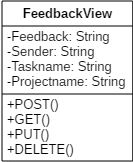 FeedbackView
-Feedback: String
-Sender: String
-Taskname: String
-Projectname: String
+POST()
+GET()
+PUT()
+DELETE()